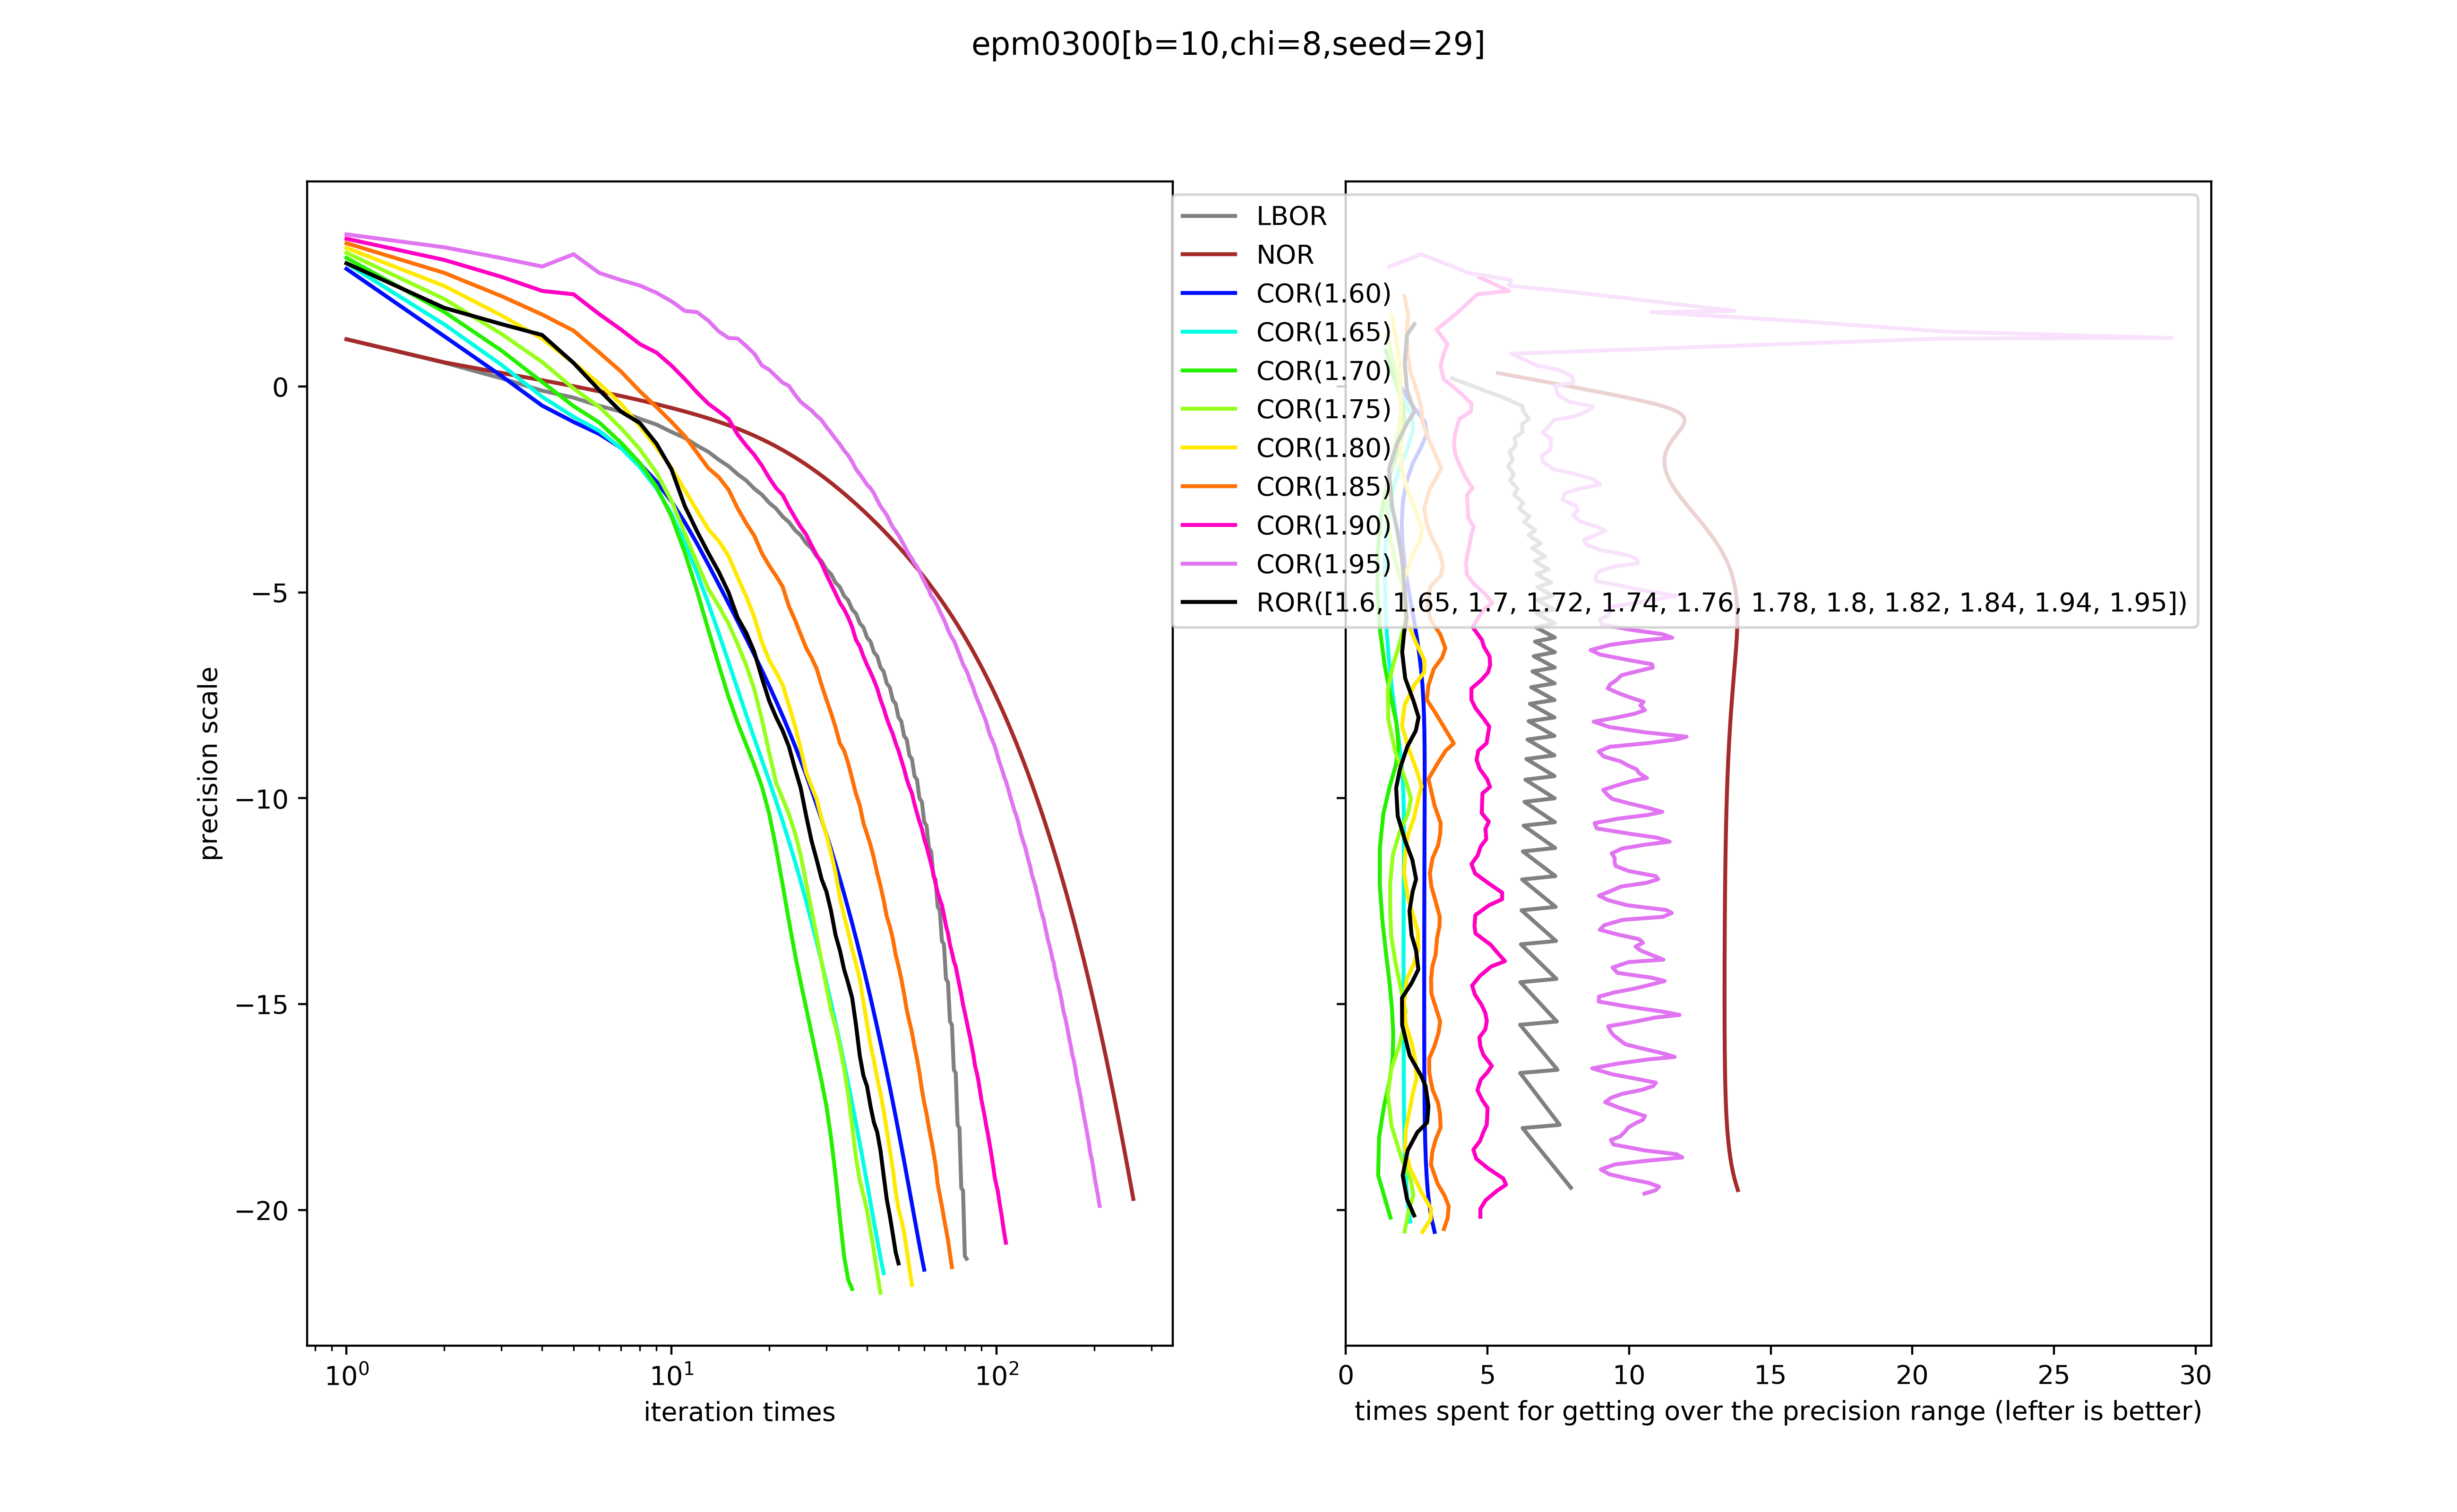 epm0300[b=10,chi=8,seed=29]
precision scale
0
−5
−10
−15
−20
10⁰
10¹
10²
iteration times
LBOR
NOR
COR(1.60)
COR(1.65)
COR(1.70)
COR(1.75)
COR(1.80)
COR(1.85)
COR(1.90)
COR(1.95)
ROR([1.6, 1.65, 1.7, 1.72, 1.74, 1.76, 1.78, 1.8, 1.82, 1.84, 1.94, 1.95])
0
5
10
15
20
25
30
times spent for getting over the precision range (lefter is better)